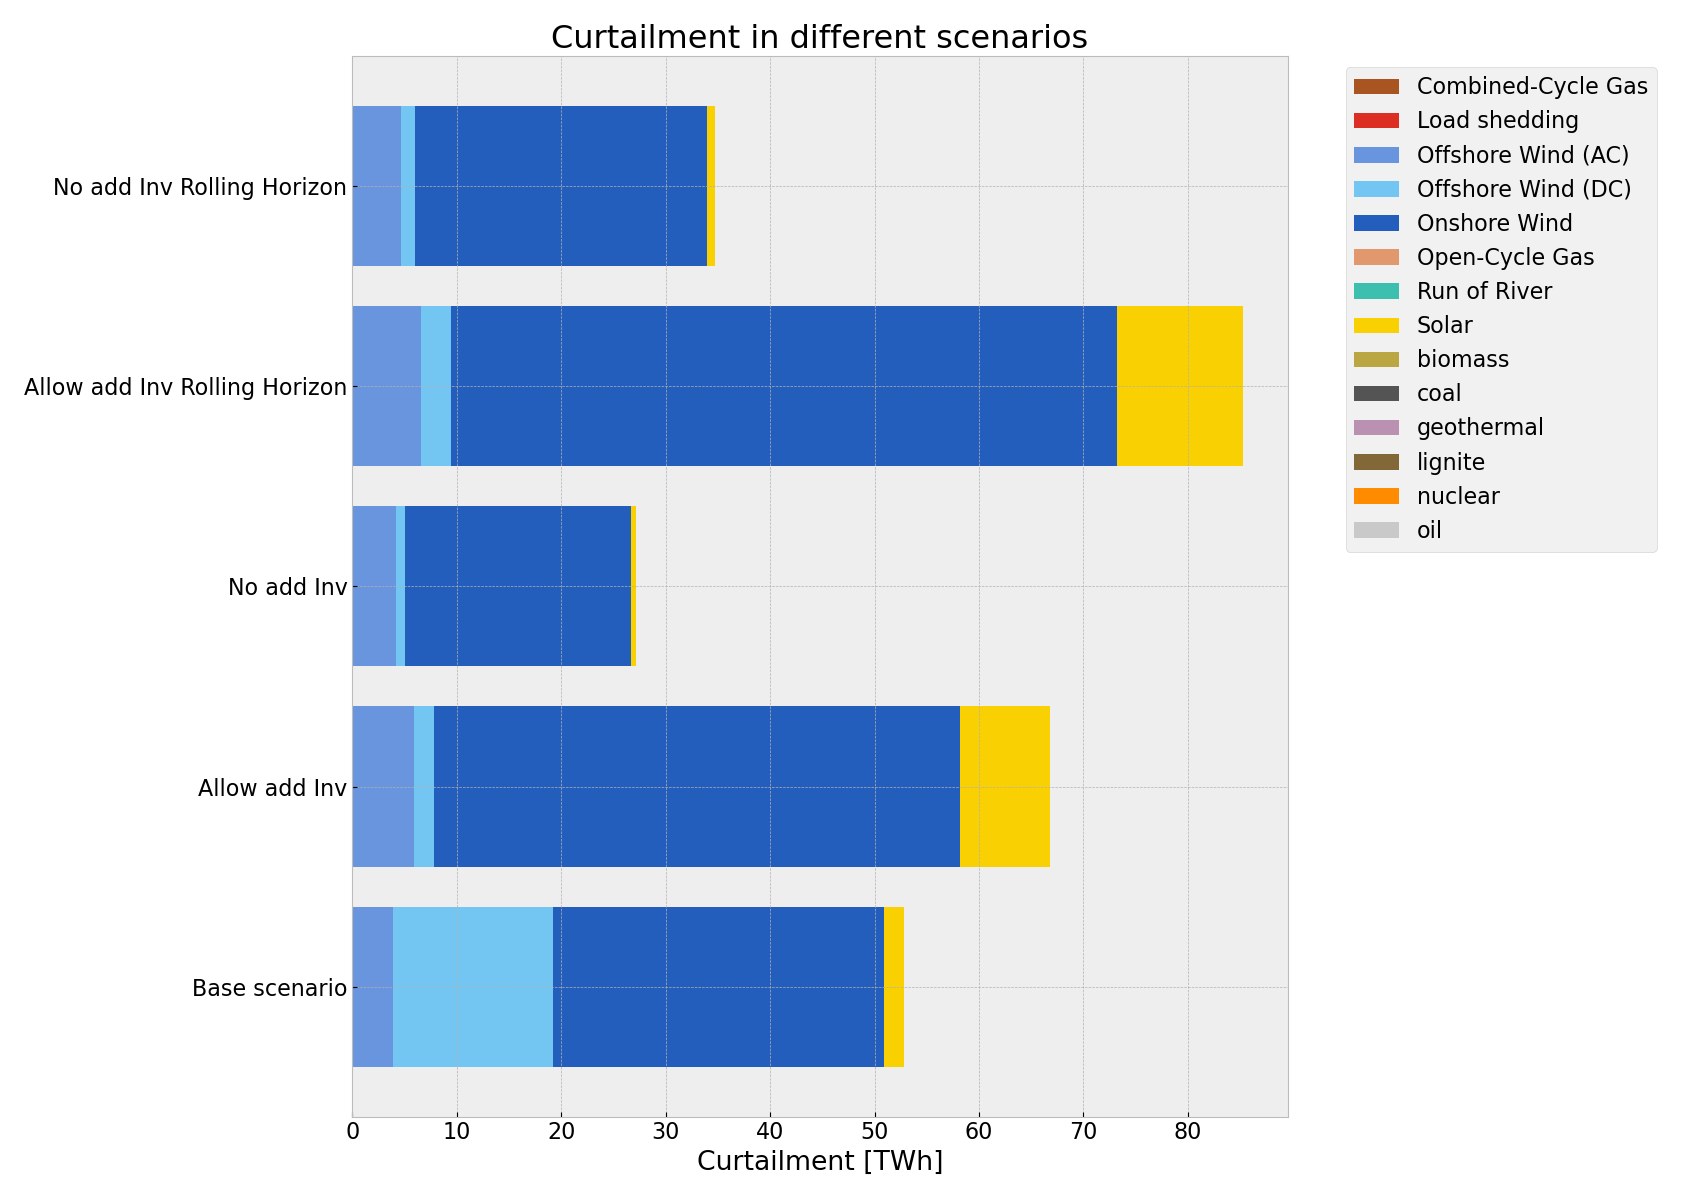 Curtailment in different scenarios
No add Inv Rolling Horizon
Allow add Inv Rolling Horizon
No add Inv
Allow add Inv
Base scenario
0 10 20 30 40 50 60 70 80
Curtailment [TWh]
Combined-Cycle Gas
Load shedding
Offshore Wind (AC)
Offshore Wind (DC)
Onshore Wind
Open-Cycle Gas
Run of River
Solar
biomass
coal
geothermal
lignite
nuclear
oil